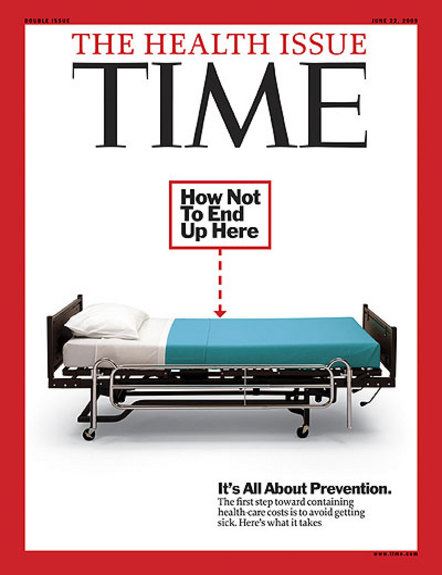 DOUBLE ISSUE
JUNE 22, 2009
THE HEALTH ISSUE
TIME
How Not
To End
Up Here
It's All About Prevention.
The first step toward containing
health-care costs is to avoid getting
sick. Here's what it takes
www.time.com